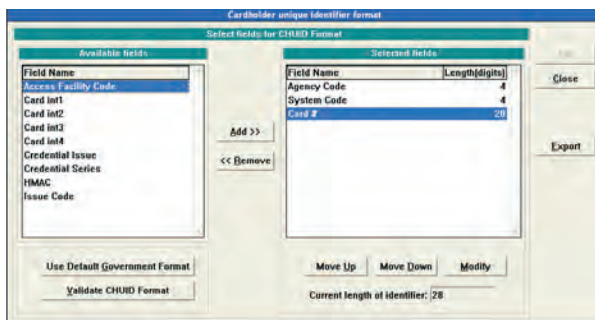 Cardholder unique identifier format
Select fields for CHUID Format
Available fields
Field Name
Access Facility Code
Card int1
Card int2
Card int3
Card int4
Credential Issue
Credential Series
HMAC
Issue Code
Use Default Government Format
Validate CHUID Format
Add >>
<< Remove
Selected fields
Field Name Length(digits)
Agency Code 4
System Code 4
Card # 20
Move Up Move Down Modify
Current length of identifier: 28
Close
Export